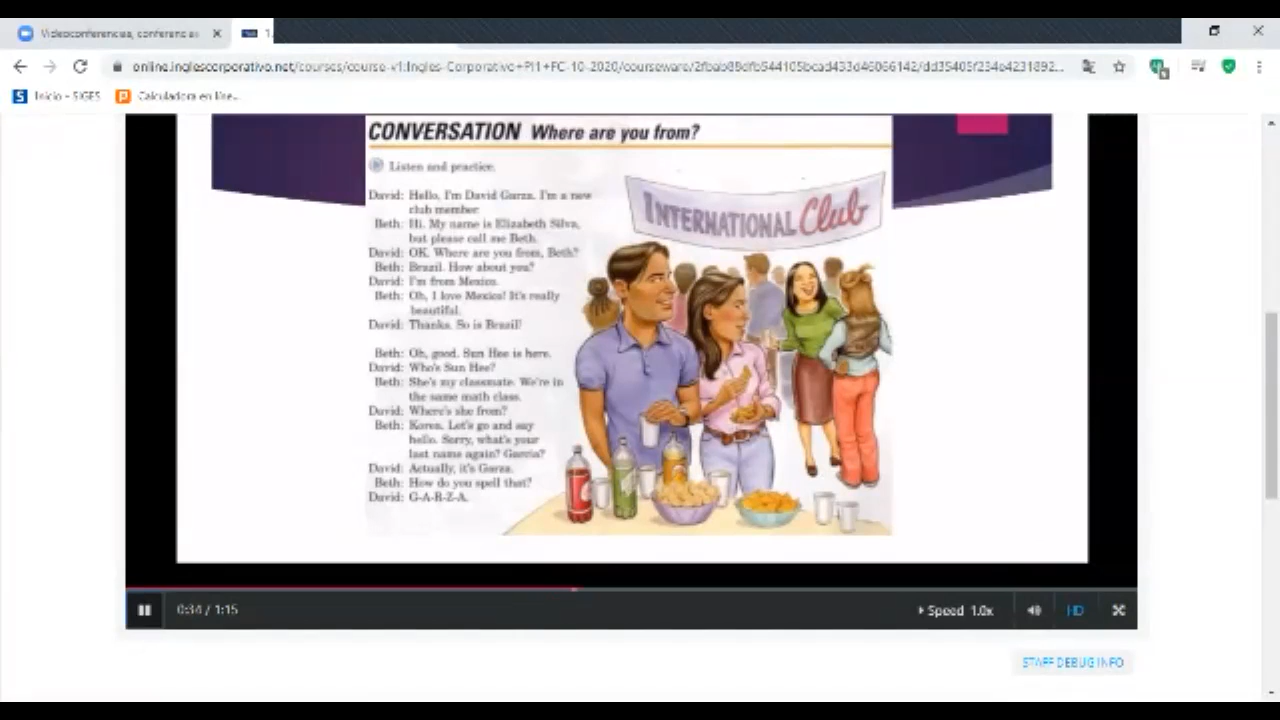 Videoconferencias, conferencias
1.
online.inglescorporativo.net/courses/course-v1:Ingles-Corporativo+PI1+FC-10-2020/courseware/
Inicio - SIGES
Calculadora en líne...
CONVERSATION Where are you from?
Listen and practice.
INTERNATIONAL Club
David: Hello, I'm David Garza. I'm a new
club member
Beth: Hi. My name is Elizabeth Silva,
but please call me Beth.
David: OK. Where are you from, Beth?
Beth: Brazil. How about you?
David: I'm from Mexico.
Beth: Oh, I love Mexico! It's really
beautiful.
David: Thanks. So is Brazil!
Beth: Oh, good. Sun Hee is here.
David: Who's Sun Hee?
Beth: She's my classmate. We're in
the same math class.
David: Where's she from?
Beth: Korea. Let's go and say
hello. Sorry, what's your
last name again? Garcia?
David: Actually, it's Garza.
Beth: How do you spell that?
David: G-A-R-Z-A.
0:34 / 1:15
Speed 1.0x
HD
STAFF DEBUG INFO